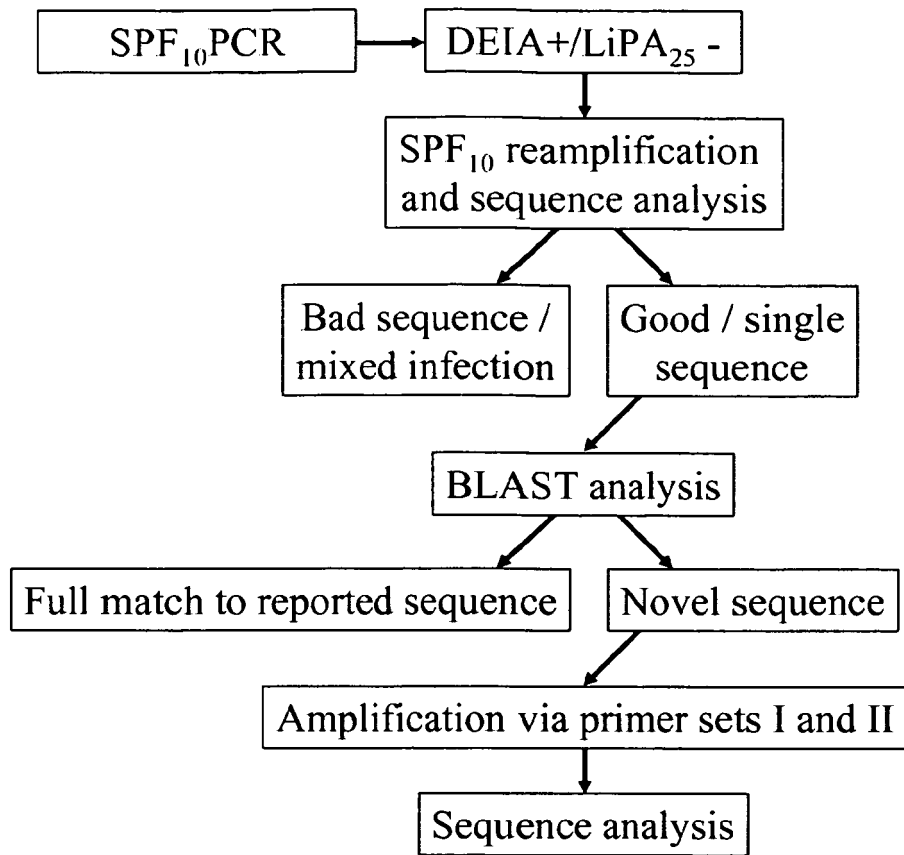 SPF₁₀PCR
DEIA+/LiPA₂₅ -
SPF₁₀ reamplification
and sequence analysis
Bad sequence /
mixed infection
Good / single
sequence
BLAST analysis
Full match to reported sequence
Novel sequence
Amplification via primer sets I and II
Sequence analysis